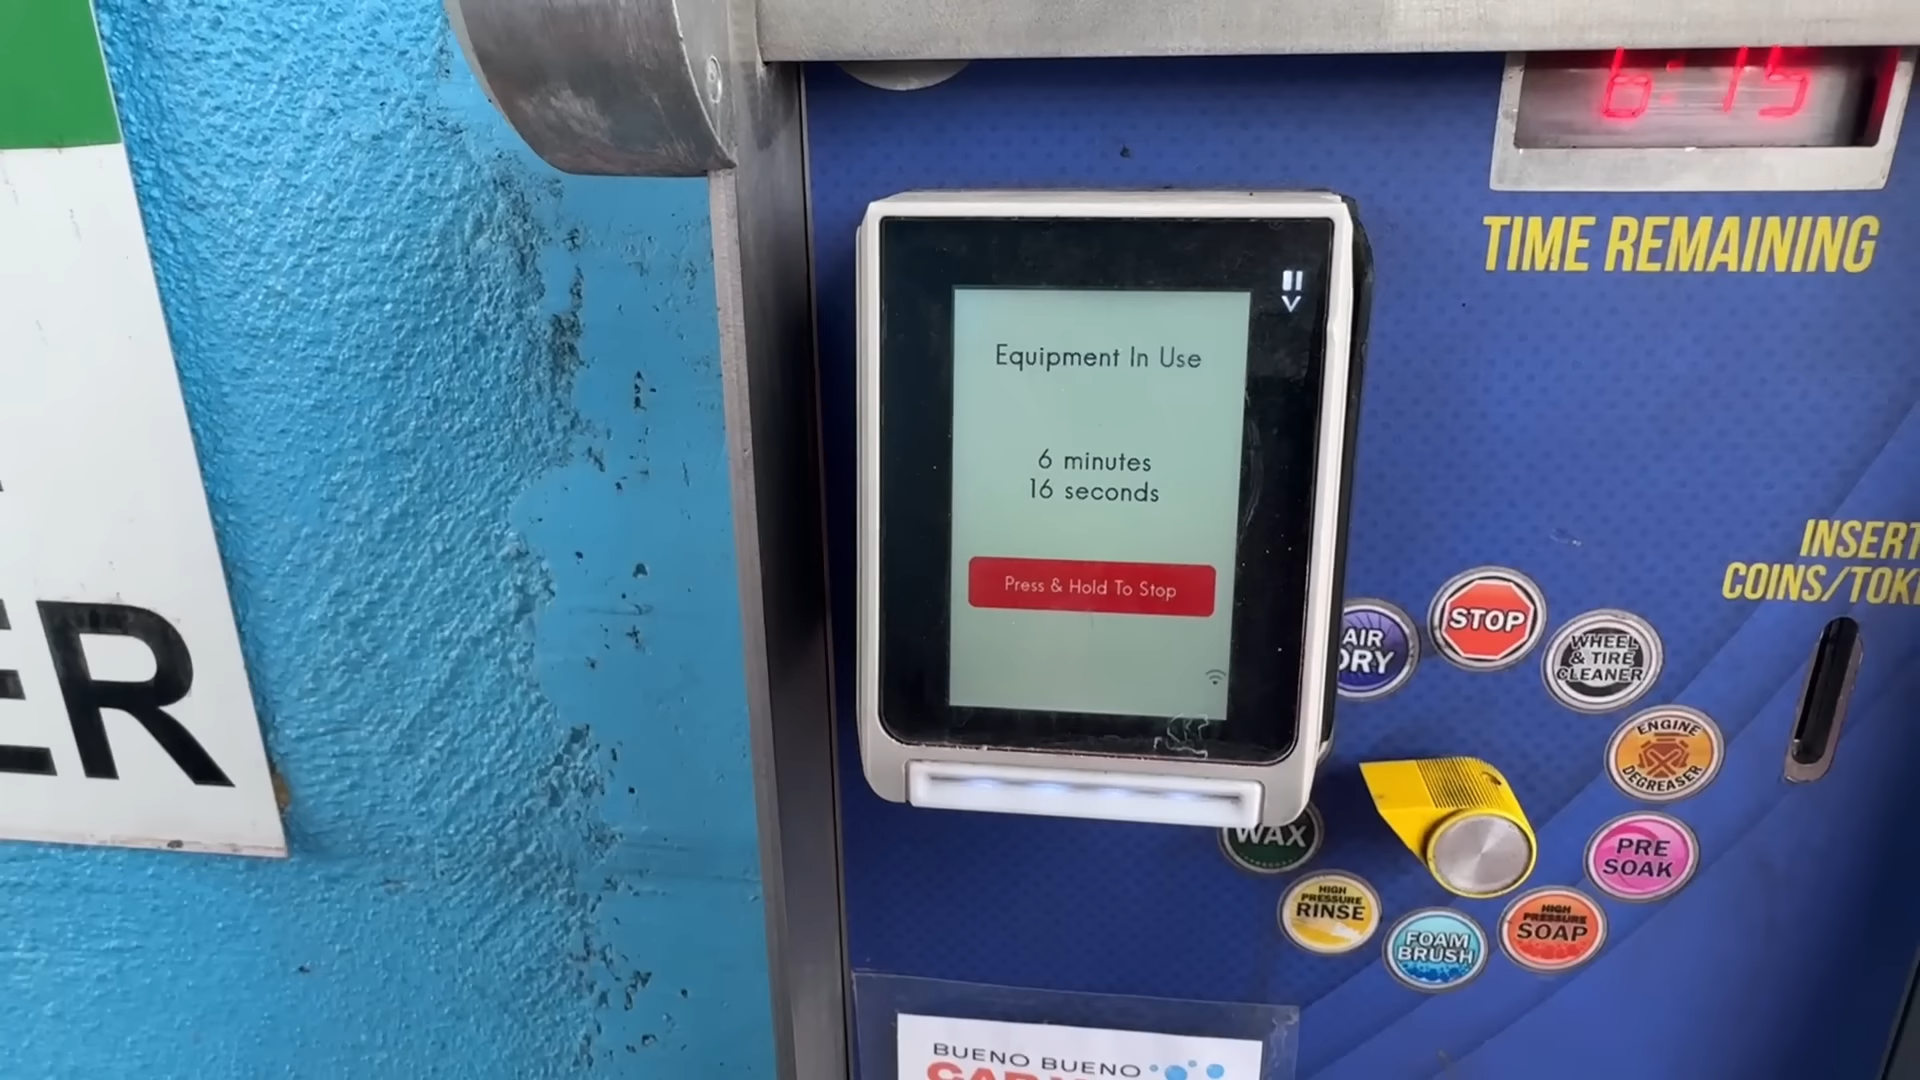 ER
6:15
TIME REMAINING
Equipment In Use
6 minutes
16 seconds
Press & Hold To Stop
INSERT
COINS/TOKE
AIR
DRY
STOP
WHEEL
& TIRE
CLEANER
ENGINE
DEGREASER
PRE
SOAK
HIGH
PRESSURE
SOAP
FOAM
BRUSH
HIGH
PRESSURE
RINSE
WAX
BUENO BUENO